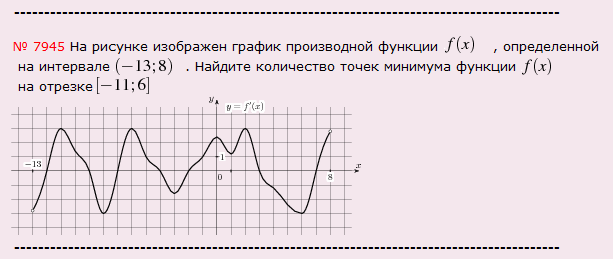 № 7945 На рисунке изображен график производной функции f(x) , определенной
на интервале (−13;8) . Найдите количество точек минимума функции f(x)
на отрезке [−11;6]
y
y = f′(x)
−13
1
x
0
8